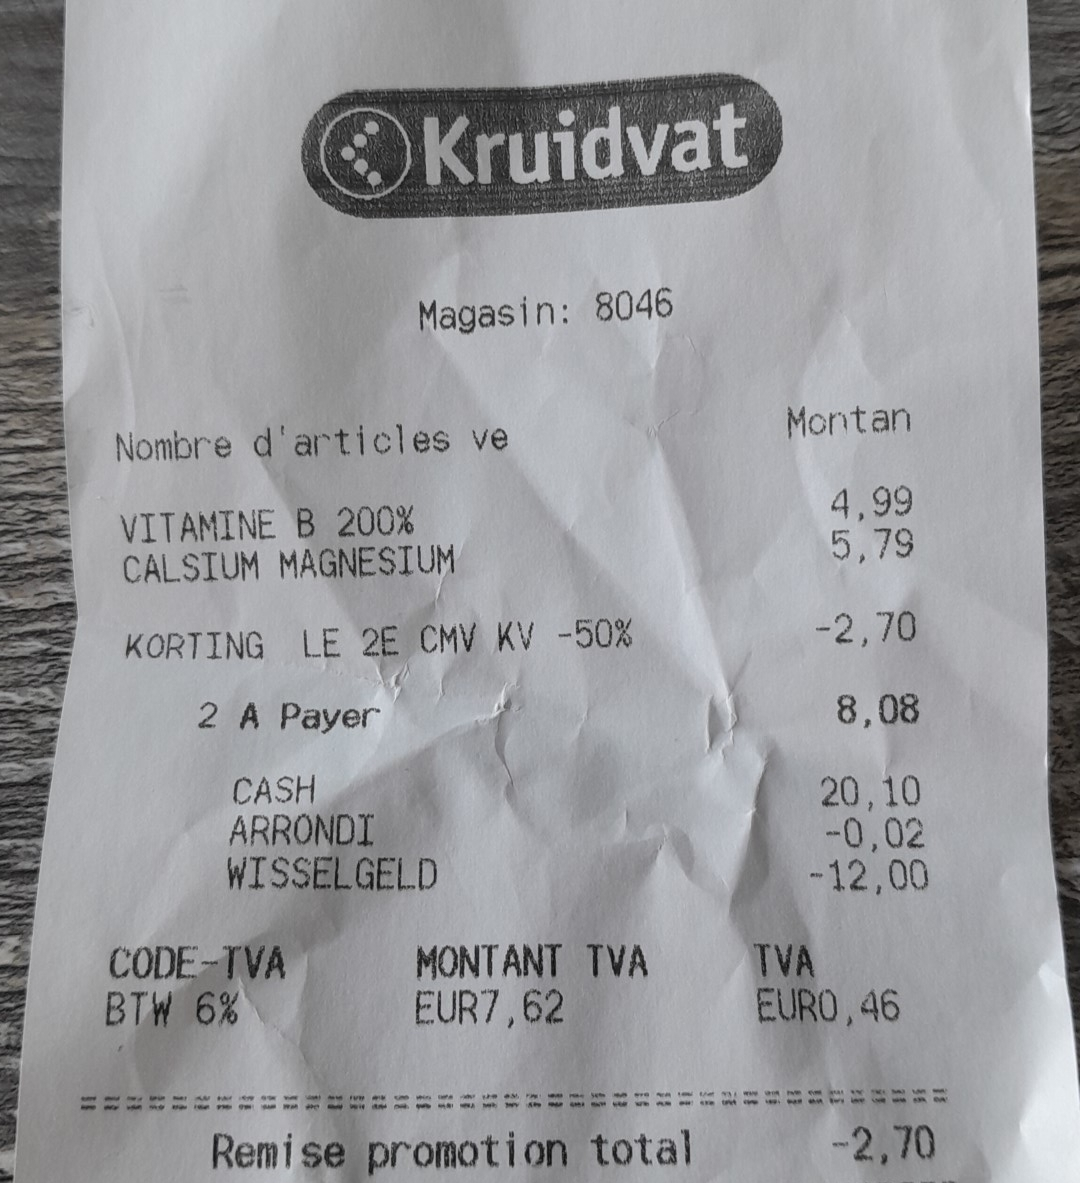 Kruidvat
Magasin: 8046
Nombre d'articles ve Montan
VITAMINE B 200% 4,99
CALSIUM MAGNESIUM 5,79
KORTING LE 2E CMV KV -50% -2,70
2 A Payer 8,08
CASH 20,10
ARRONDI -0,02
WISSELGELD -12,00
CODE-TVA MONTANT TVA TVA
BTW 6% EUR7,62 EUR0,46
Remise promotion total -2,70